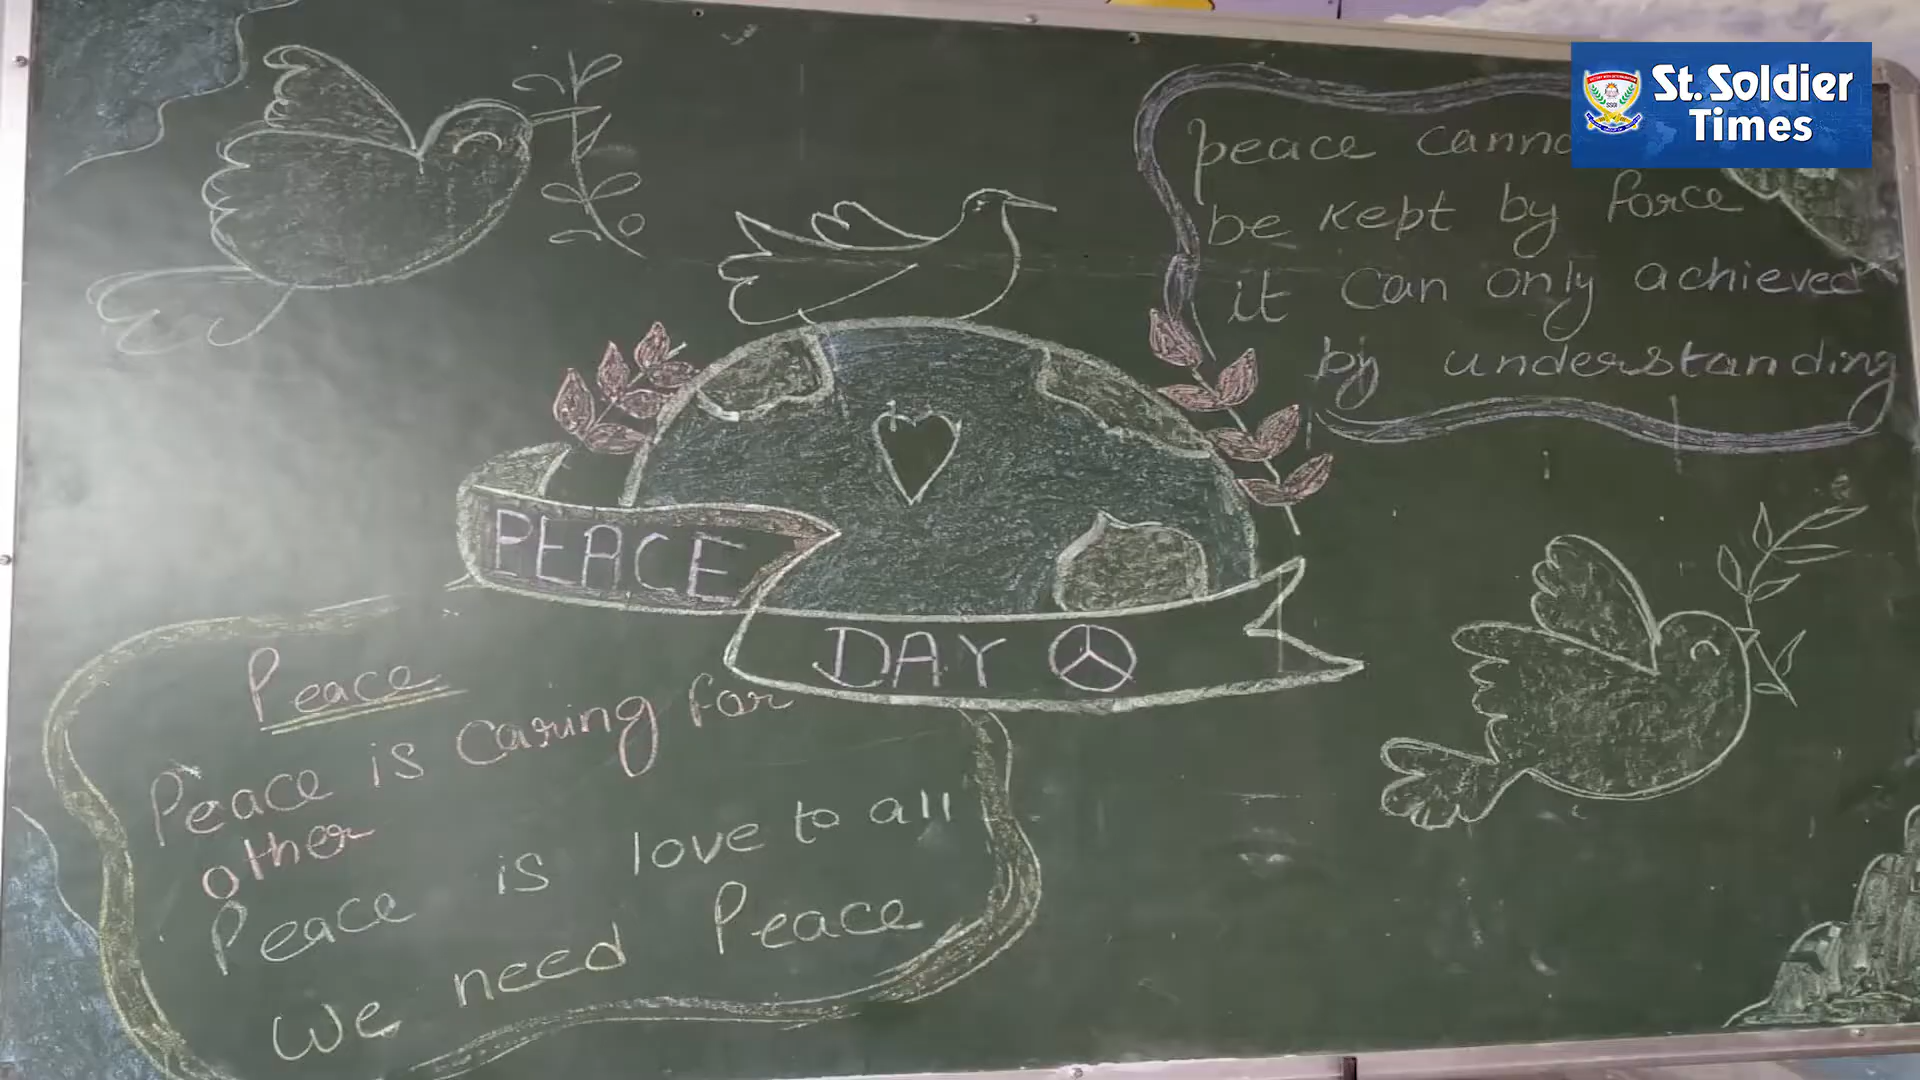 St. Soldier
Times
peace
be kept by force
it can only achieved
by understanding
PEACE
DAY
Peace
Peace is caring for
other
Peace is love to all
We need Peace